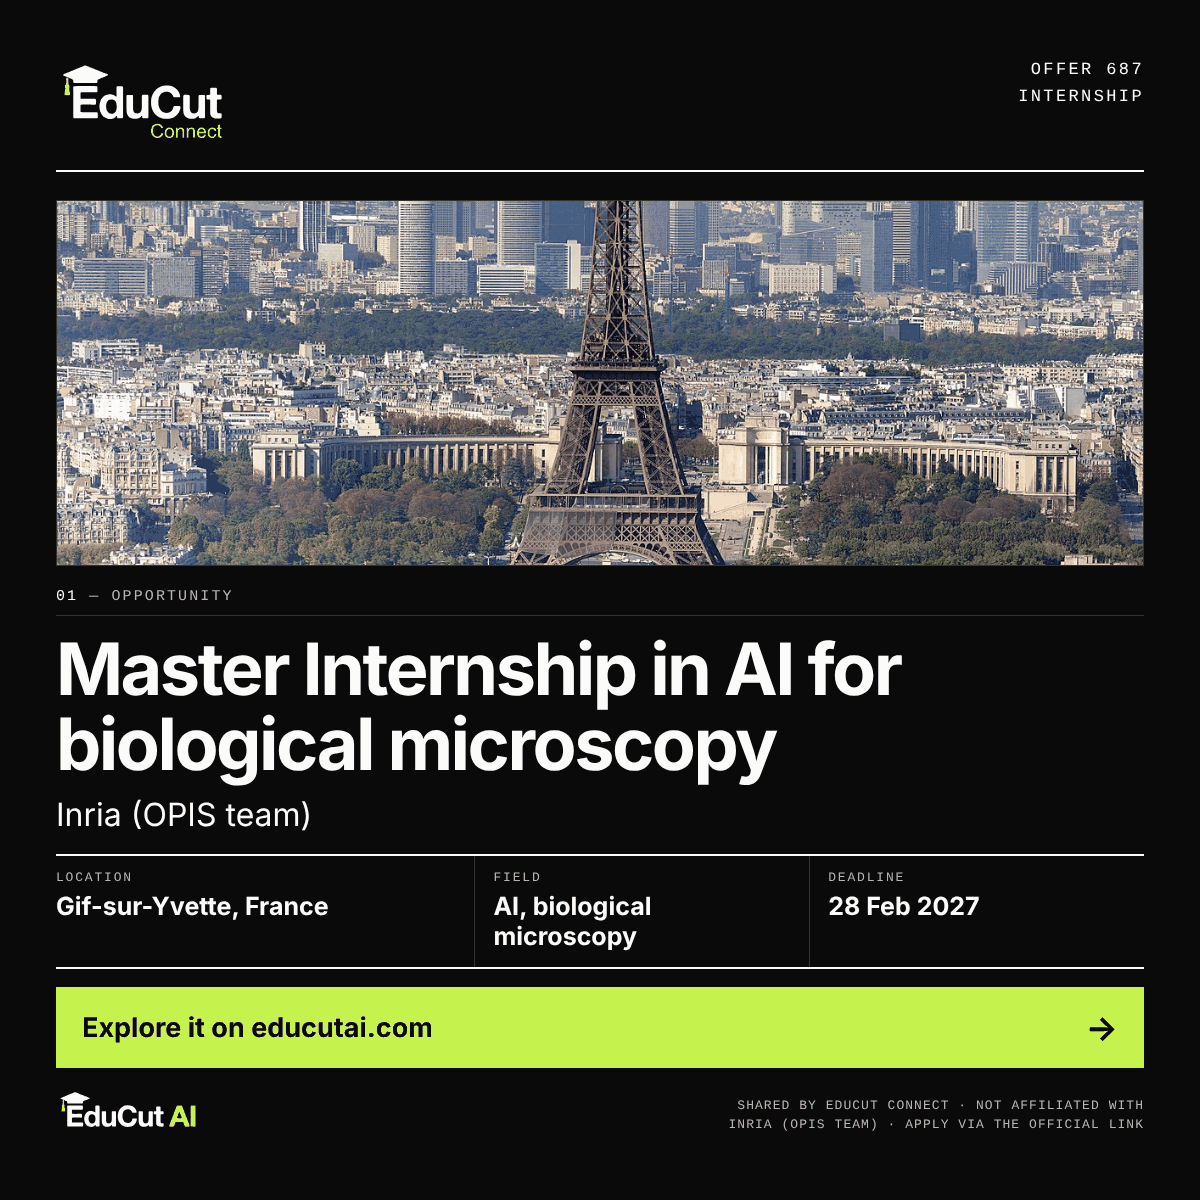 EduCut
Connect
OFFER 687
INTERNSHIP
01 — OPPORTUNITY
Master Internship in AI for
biological microscopy
Inria (OPIS team)
LOCATION
Gif-sur-Yvette, France
FIELD
AI, biological
microscopy
DEADLINE
28 Feb 2027
Explore it on educutai.com →
EduCut AI
SHARED BY EDUCUT CONNECT · NOT AFFILIATED WITH
INRIA (OPIS TEAM) · APPLY VIA THE OFFICIAL LINK